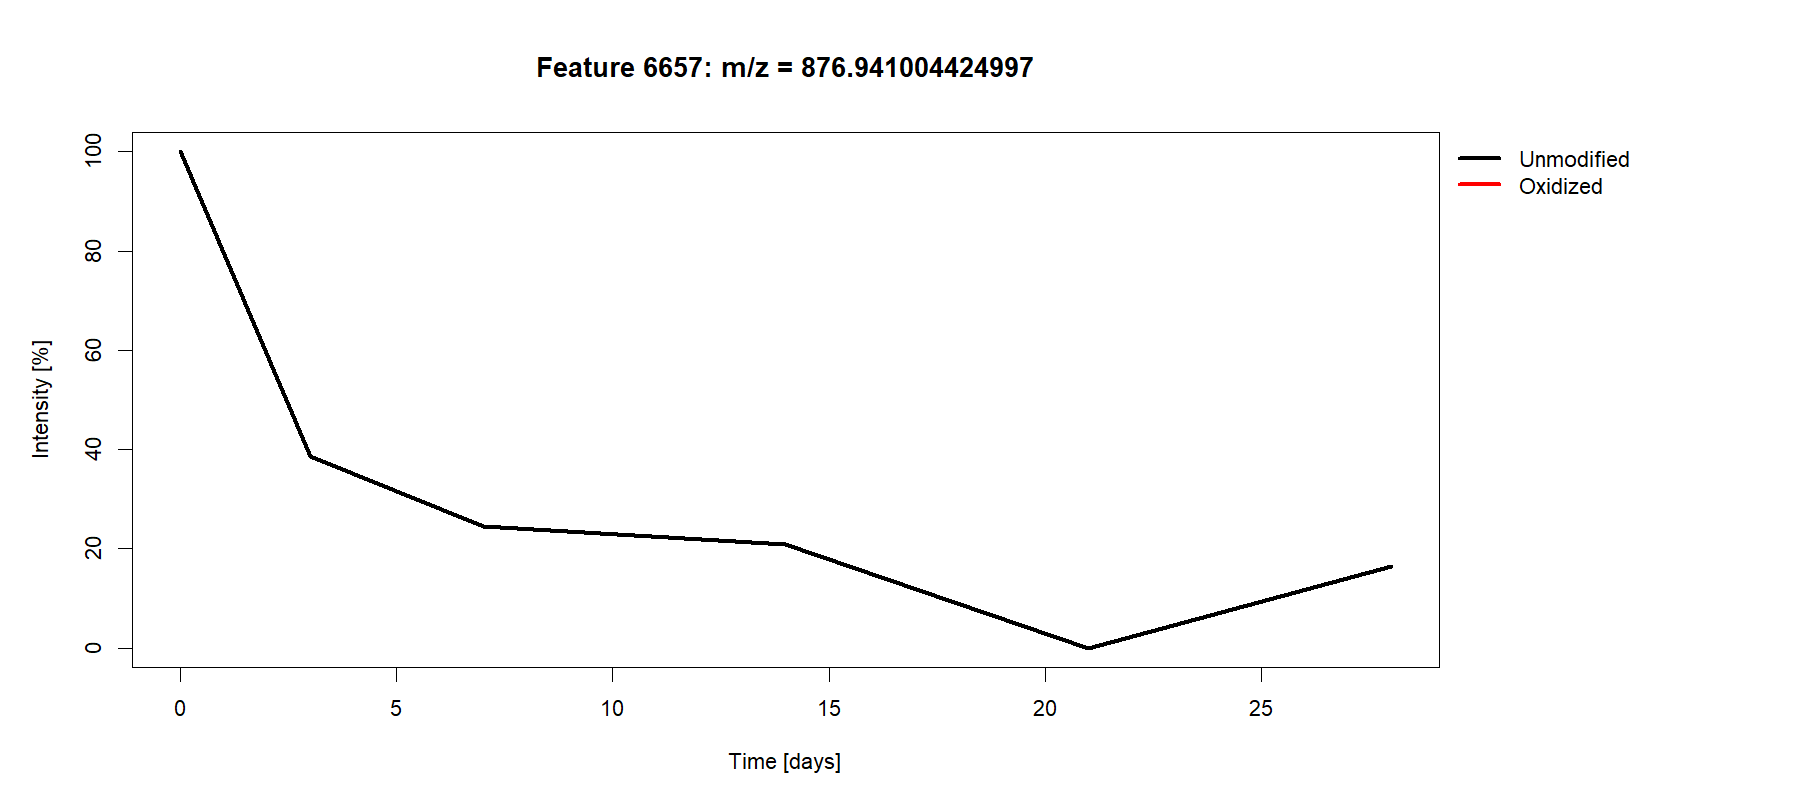 Feature 6657: m/z = 876.941004424997
Unmodified
Oxidized
Intensity [%]
100
80
60
40
20
0
0 5 10 15 20 25
Time [days]